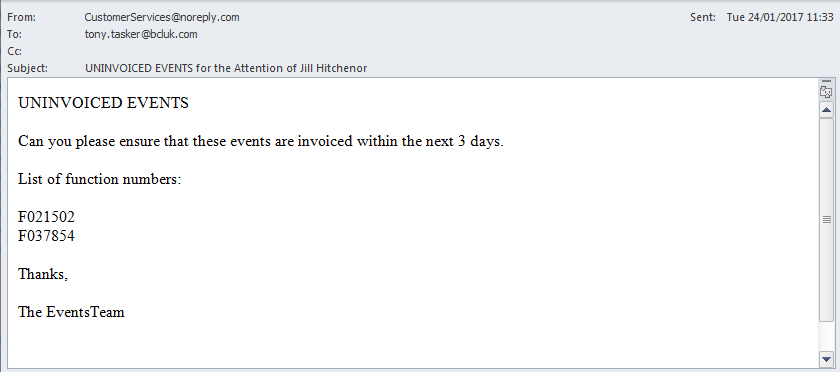 From: CustomerServices@noreply.com Sent: Tue 24/01/2017 11:33
To: tony.tasker@bcluk.com
Cc:
Subject: UNINVOICED EVENTS for the Attention of Jill Hitchenor
UNINVOICED EVENTS
Can you please ensure that these events are invoiced within the next 3 days.
List of function numbers:
F021502
F037854
Thanks,
The EventsTeam